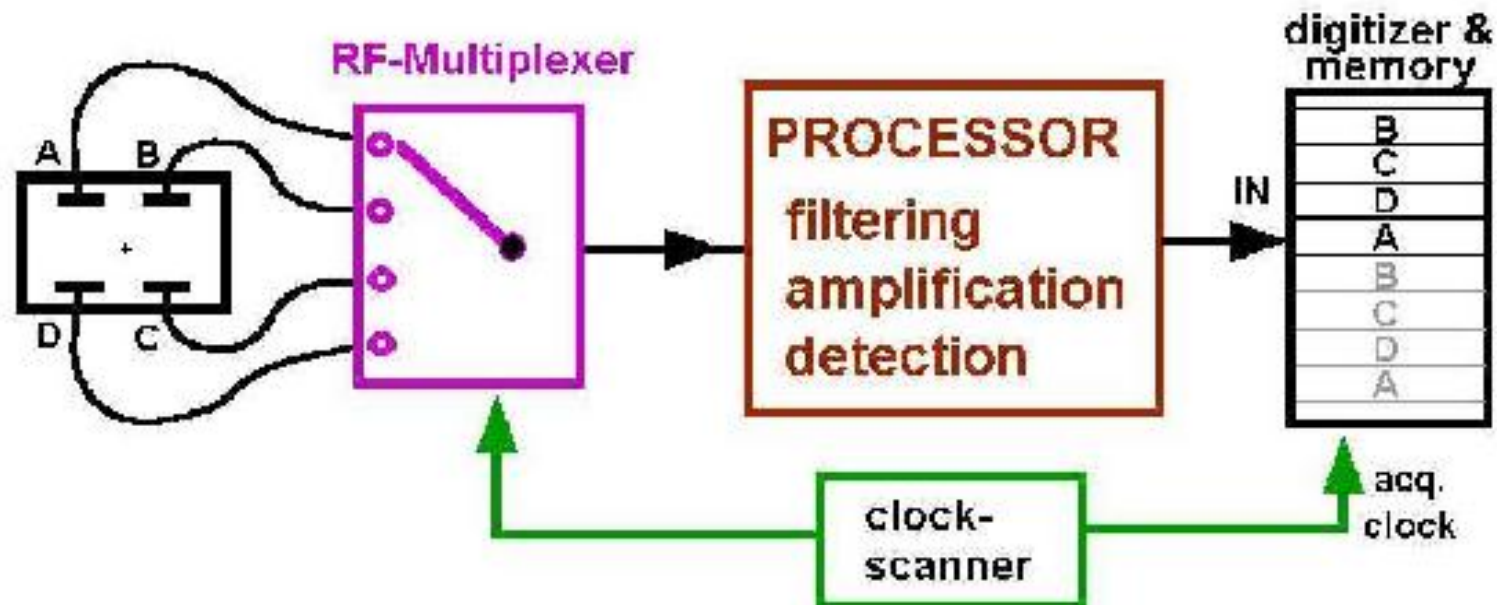 A
B
D
C
RF-Multiplexer
PROCESSOR
filtering
amplification
detection
IN
digitizer &
memory
B
C
D
A
B
C
D
A
clock-
scanner
acq.
clock